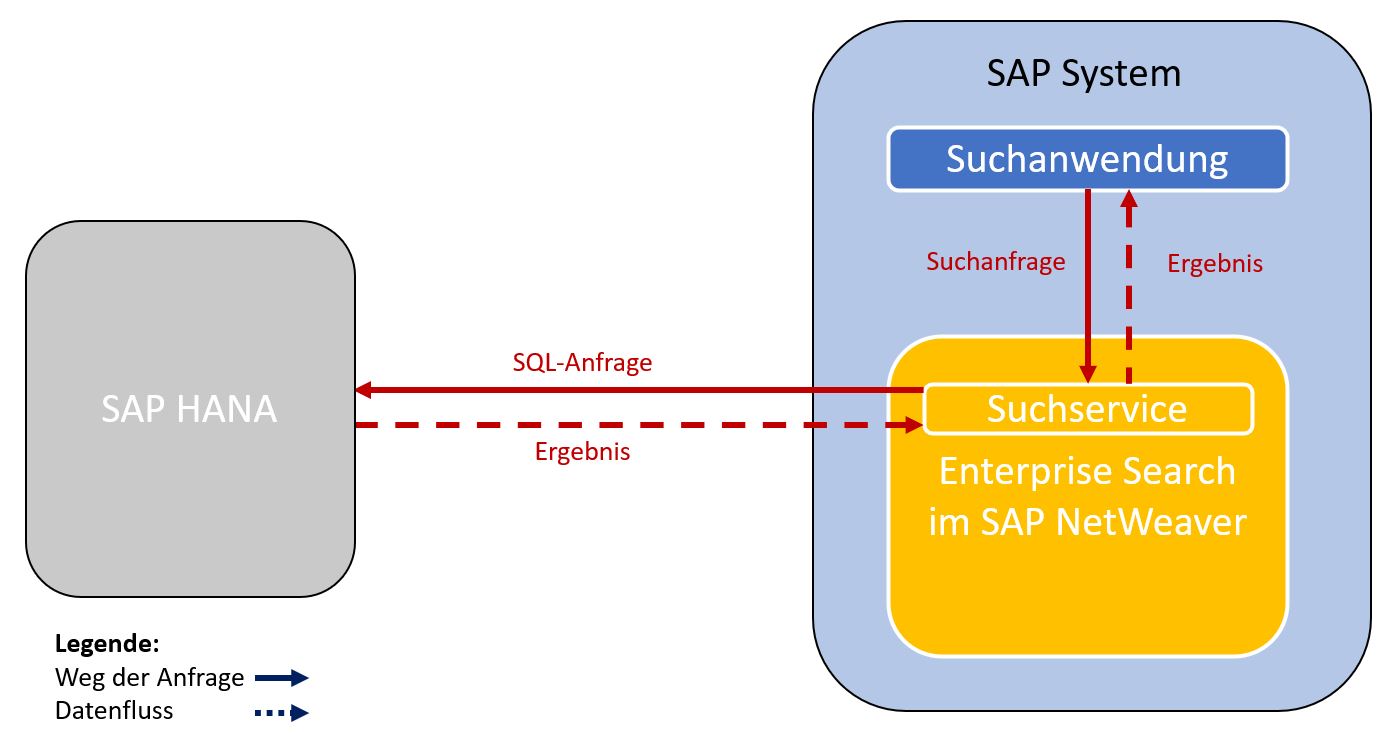 SAP System
Suchanwendung
Suchanfrage
Ergebnis
SQL-Anfrage
SAP HANA
Ergebnis
Suchservice
Enterprise Search
im SAP NetWeaver
Legende:
Weg der Anfrage
Datenfluss